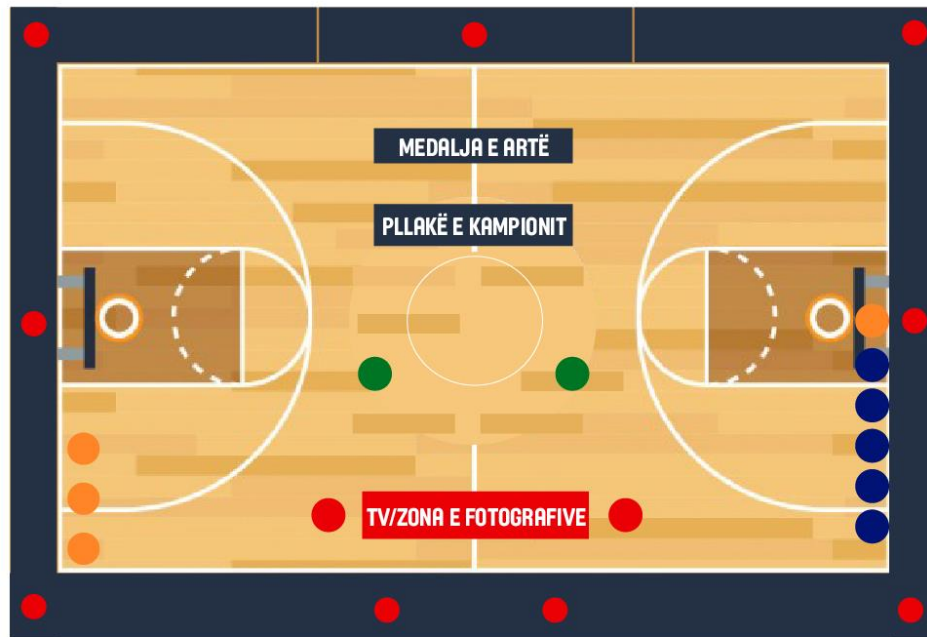 MEDALJA E ARTË
PLLAKË E KAMPIONIT
TV/ZONA E FOTOGRAFIVE